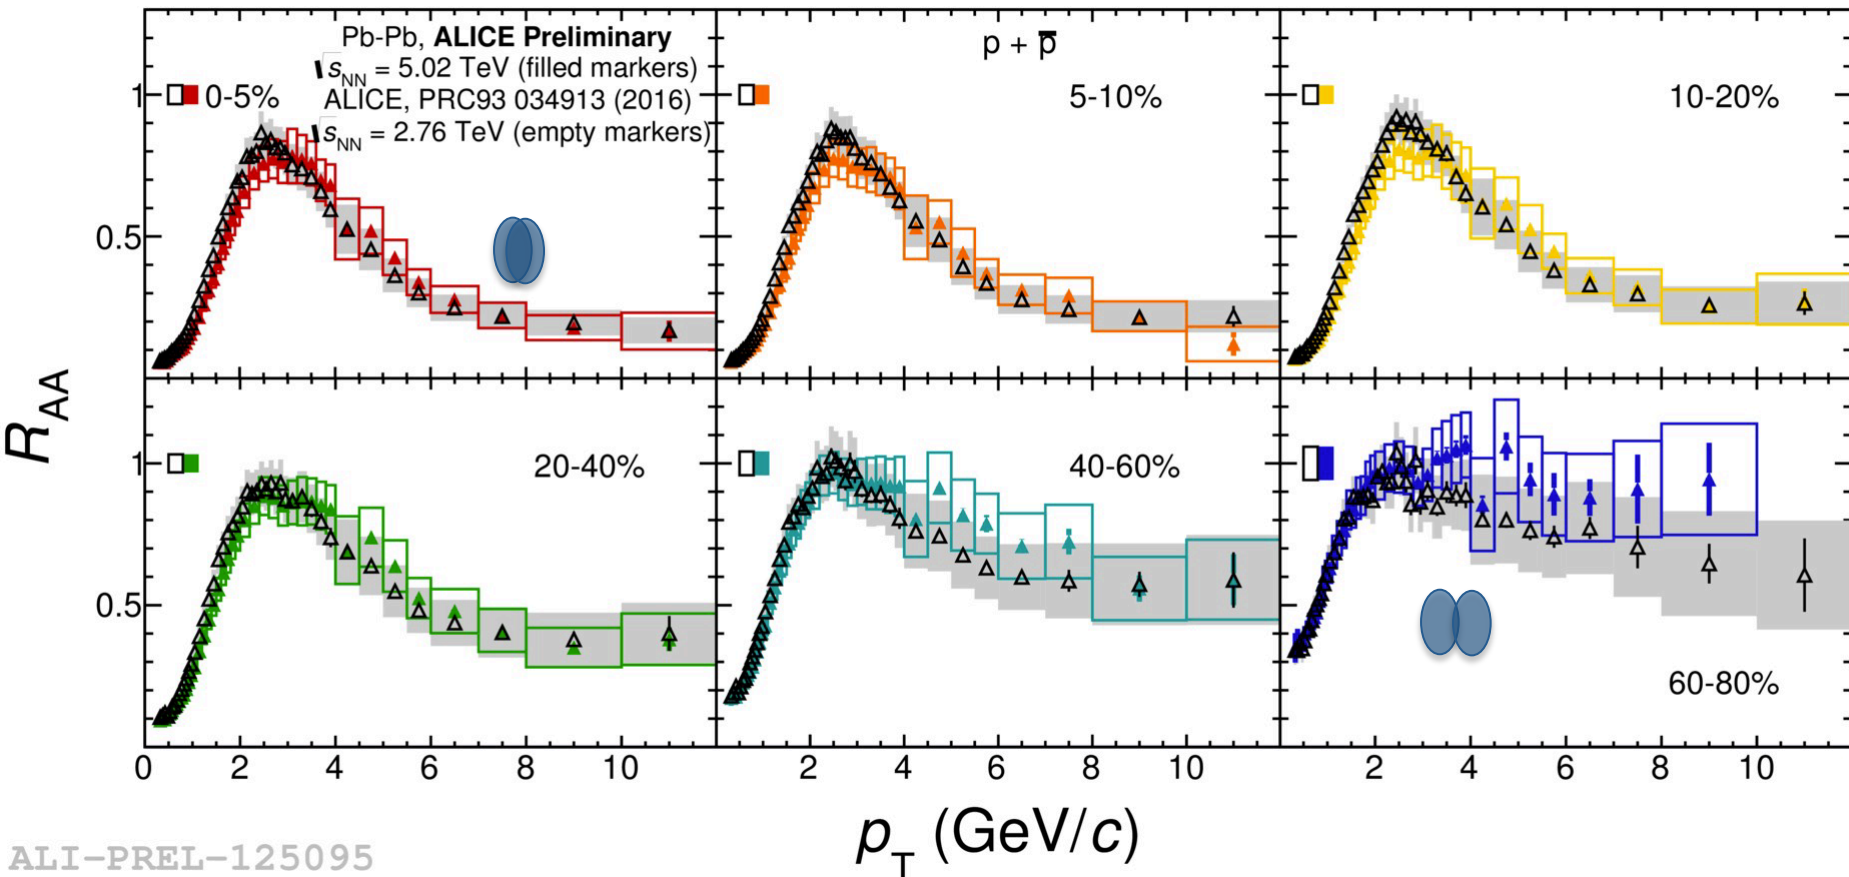 Pb-Pb, ALICE Preliminary
√sNN = 5.02 TeV (filled markers)
ALICE, PRC93 034913 (2016)
√sNN = 2.76 TeV (empty markers)
0-5%
p + p̅
5-10%
10-20%
1
0.5
20-40%
40-60%
60-80%
1
0.5
RAA
0 2 4 6 8 10 2 4 6 8 10 2 4 6 8 10
pT (GeV/c)
ALI-PREL-125095